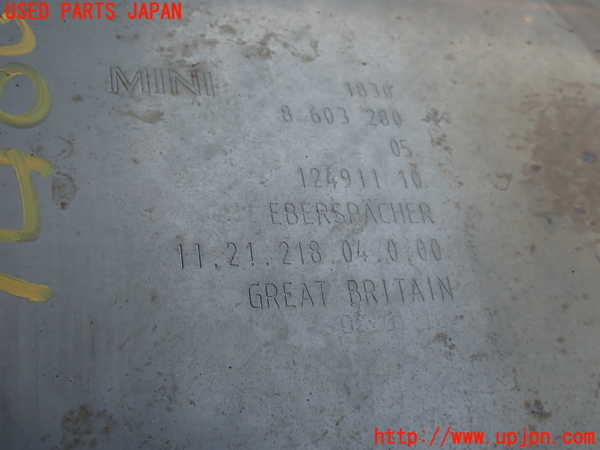 USED PARTS JAPAN
MINI
1030
8 603 280
05
124911 10
EBERSPÄCHER
11.21.218.04.0.00
GREAT BRITAIN
http://www.upjpn.com/